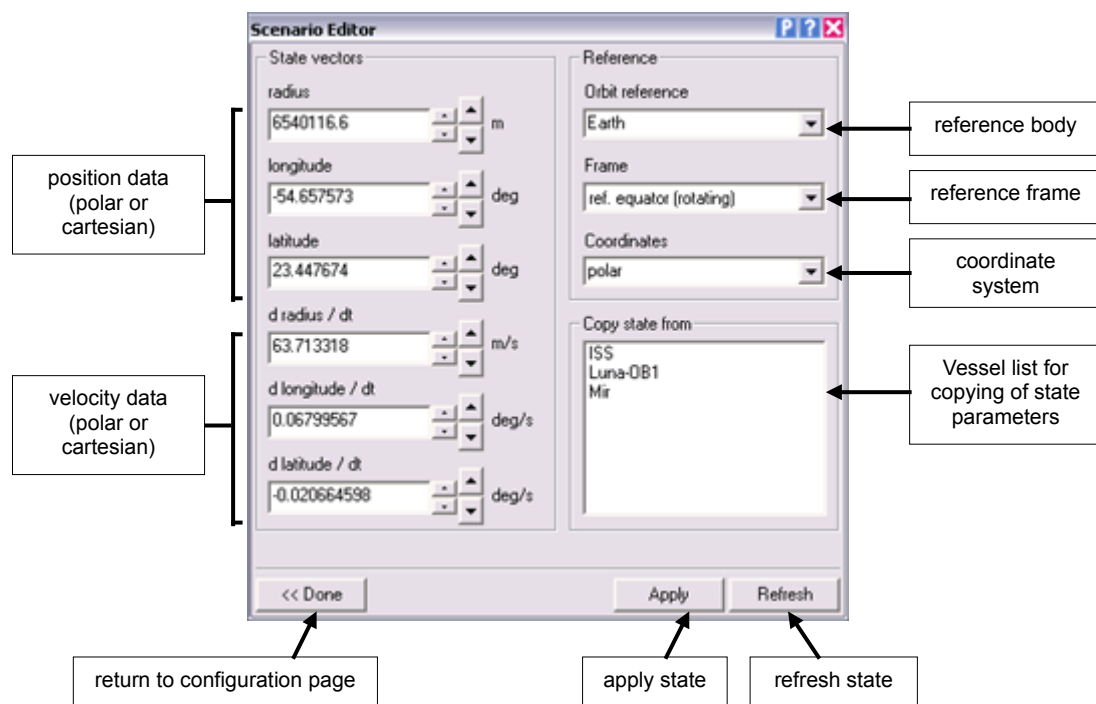 Scenario Editor
P ? X
State vectors
radius
6540116.6
m
longitude
-54.657573
deg
latitude
23.447674
deg
d radius / dt
63.713318
m/s
d longitude / dt
0.06799567
deg/s
d latitude / dt
-0.020664598
deg/s
Reference
Orbit reference
Earth
Frame
ref. equator (rotating)
Coordinates
polar
Copy state from
ISS
Luna-OB1
Mir
<< Done
Apply
Refresh
position data
(polar or
cartesian)
velocity data
(polar or
cartesian)
reference body
reference frame
coordinate
system
Vessel list for
copying of state
parameters
return to configuration page
apply state
refresh state